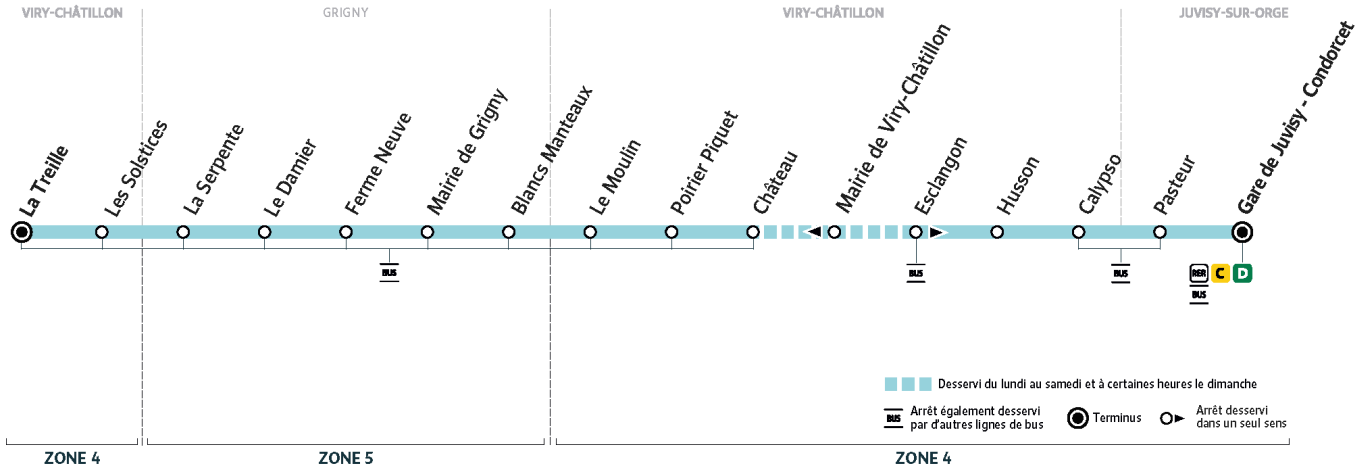 VIRY-CHÂTILLON
GRIGNY
VIRY-CHÂTILLON
JUVISY-SUR-ORGE
La Treille
Les Solstices
La Serpente
Le Damier
Ferme Neuve
Mairie de Grigny
Blancs Manteaux
Le Moulin
Poirier Piquet
Château
Mairie de Viry-Châtillon
Esclangon
Husson
Calypso
Pasteur
Gare de Juvisy - Condorcet
BUS
BUS
BUS
RER C D
BUS
Desservi du lundi au samedi et à certaines heures le dimanche
BUS
Arrêt également desservi
par d'autres lignes de bus
Terminus
Arrêt desservi
dans un seul sens
ZONE 4
ZONE 5
ZONE 4